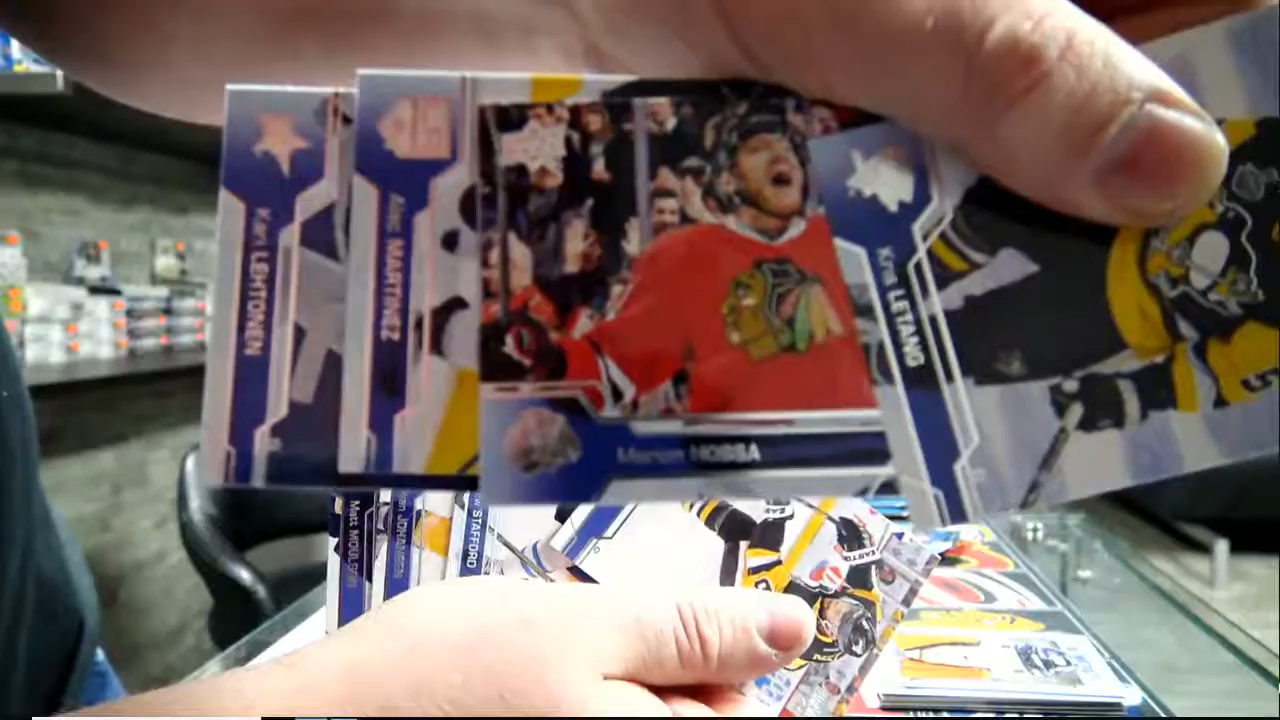 Kari LEHTONEN
Alec MARTINEZ
Marian HOSSA
Kris LETANG
Matt MOULSON
STAFFORD